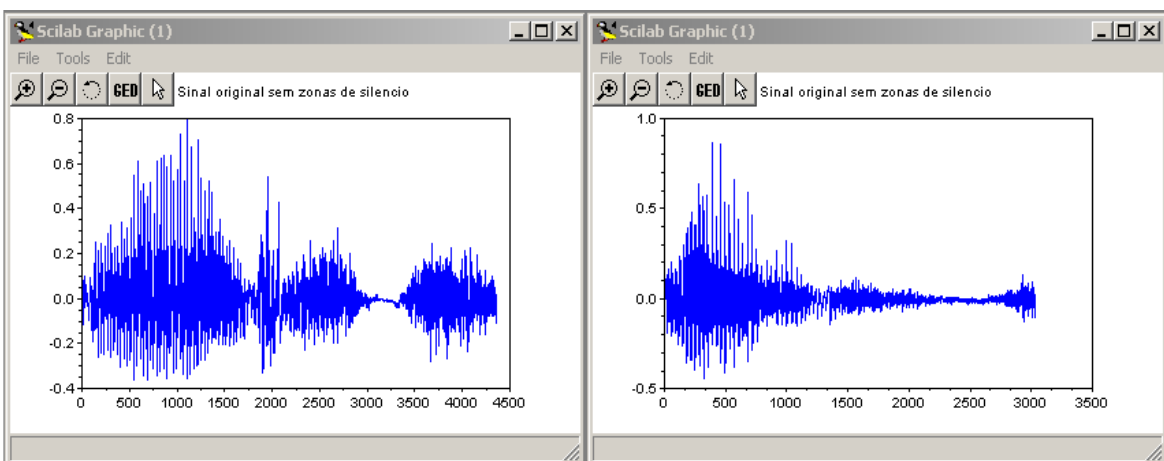 Scilab Graphic (1)
File Tools Edit
GED Sinal original sem zonas de silencio
0.8
0.6
0.4
0.2
0.0
-0.2
-0.4
0 500 1000 1500 2000 2500 3000 3500 4000 4500
Scilab Graphic (1)
File Tools Edit
GED Sinal original sem zonas de silencio
1.0
0.5
0.0
-0.5
0 500 1000 1500 2000 2500 3000 3500